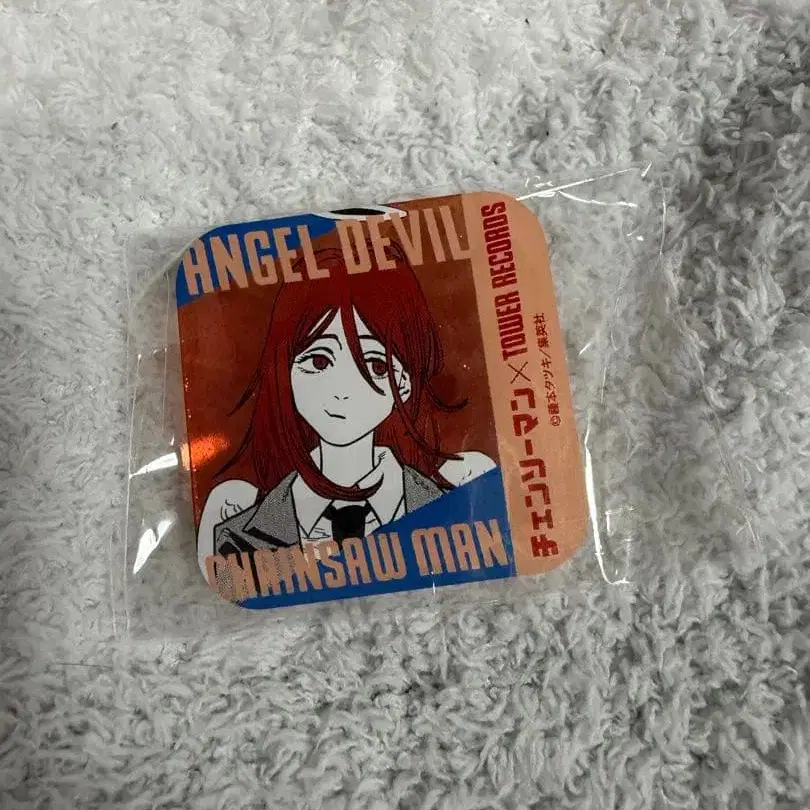 ANGEL DEVIL
CHAINSAW MAN
チェンソーマン×TOWER RECORDS
©藤本タツキ/集英社